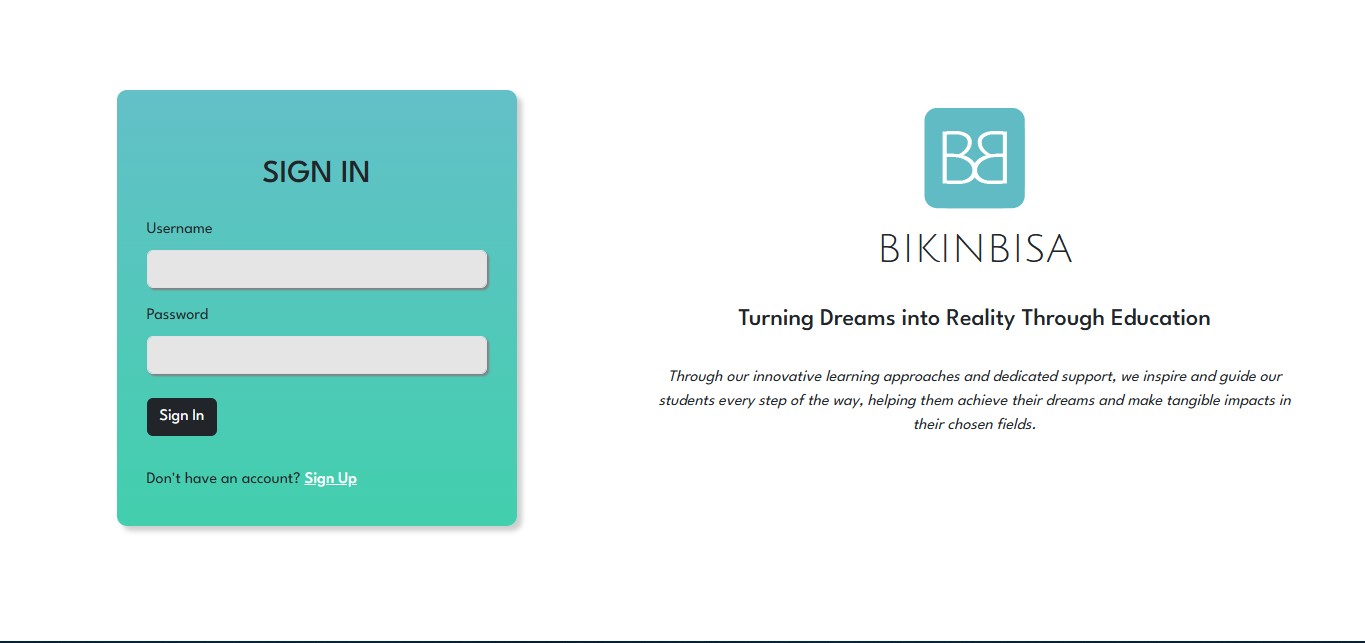 SIGN IN
Username
Password
Sign In
Don't have an account? Sign Up
BB
BIKINBISA
Turning Dreams into Reality Through Education
Through our innovative learning approaches and dedicated support, we inspire and guide our
students every step of the way, helping them achieve their dreams and make tangible impacts in
their chosen fields.